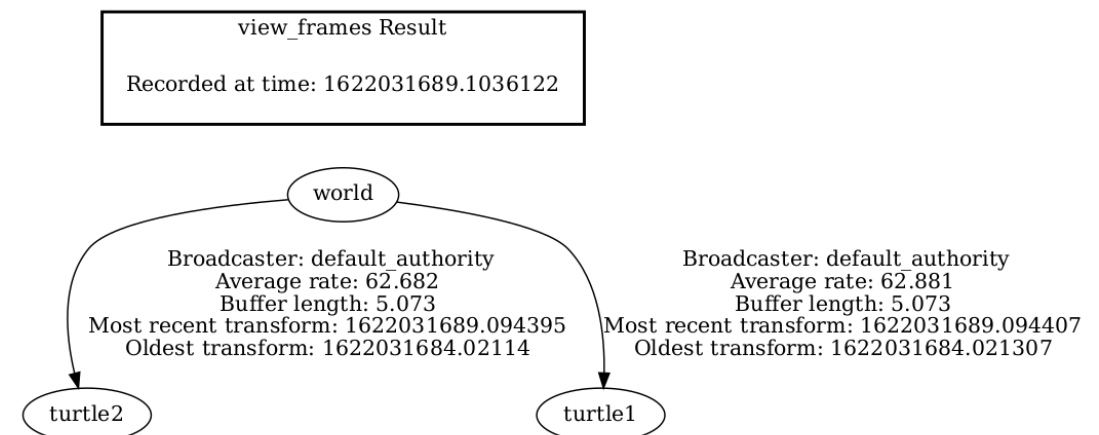 view_frames Result
Recorded at time: 1622031689.1036122
world
Broadcaster: default_authority
Average rate: 62.682
Buffer length: 5.073
Most recent transform: 1622031689.094395
Oldest transform: 1622031684.02114
Broadcaster: default_authority
Average rate: 62.881
Buffer length: 5.073
Most recent transform: 1622031689.094407
Oldest transform: 1622031684.021307
turtle2
turtle1